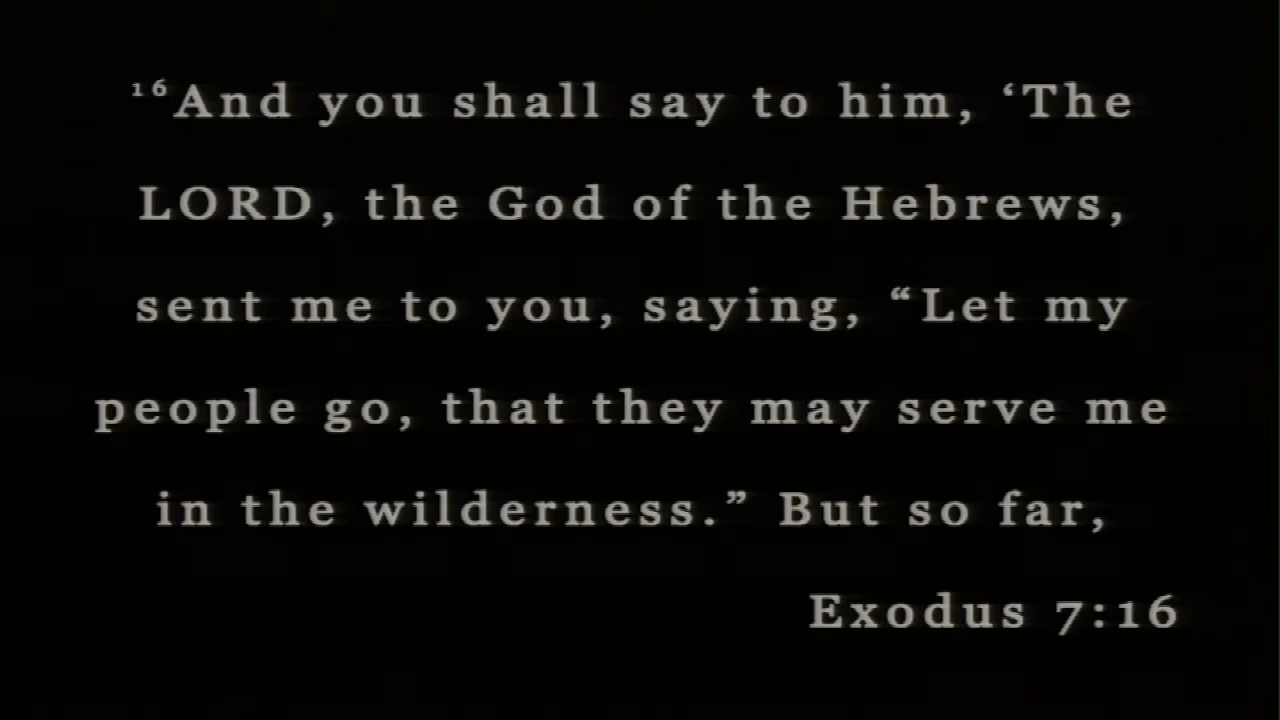 ¹⁶And you shall say to him, ‘The
LORD, the God of the Hebrews,
sent me to you, saying, “Let my
people go, that they may serve me
in the wilderness.” But so far,
Exodus 7:16